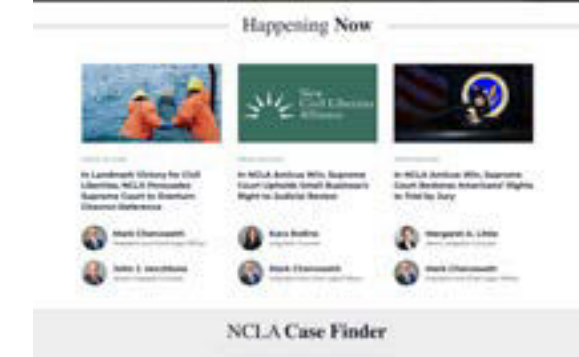 Happening Now
New
Civil Liberties
Alliance
In Landmark Victory for Civil
Liberties, NCLA Persuades
Supreme Court to Overturn
Chevron Deference
In NCLA Amicus Win, Supreme
Court Upholds Small Business's
Right to Judicial Review
In NCLA Amicus Win, Supreme
Court Restores Americans' Rights
to Trial by Jury
Mark Chenoweth
Kara Rollins
Margaret A. Little
John J. Vecchione
Mark Chenoweth
Mark Chenoweth
NCLA Case Finder